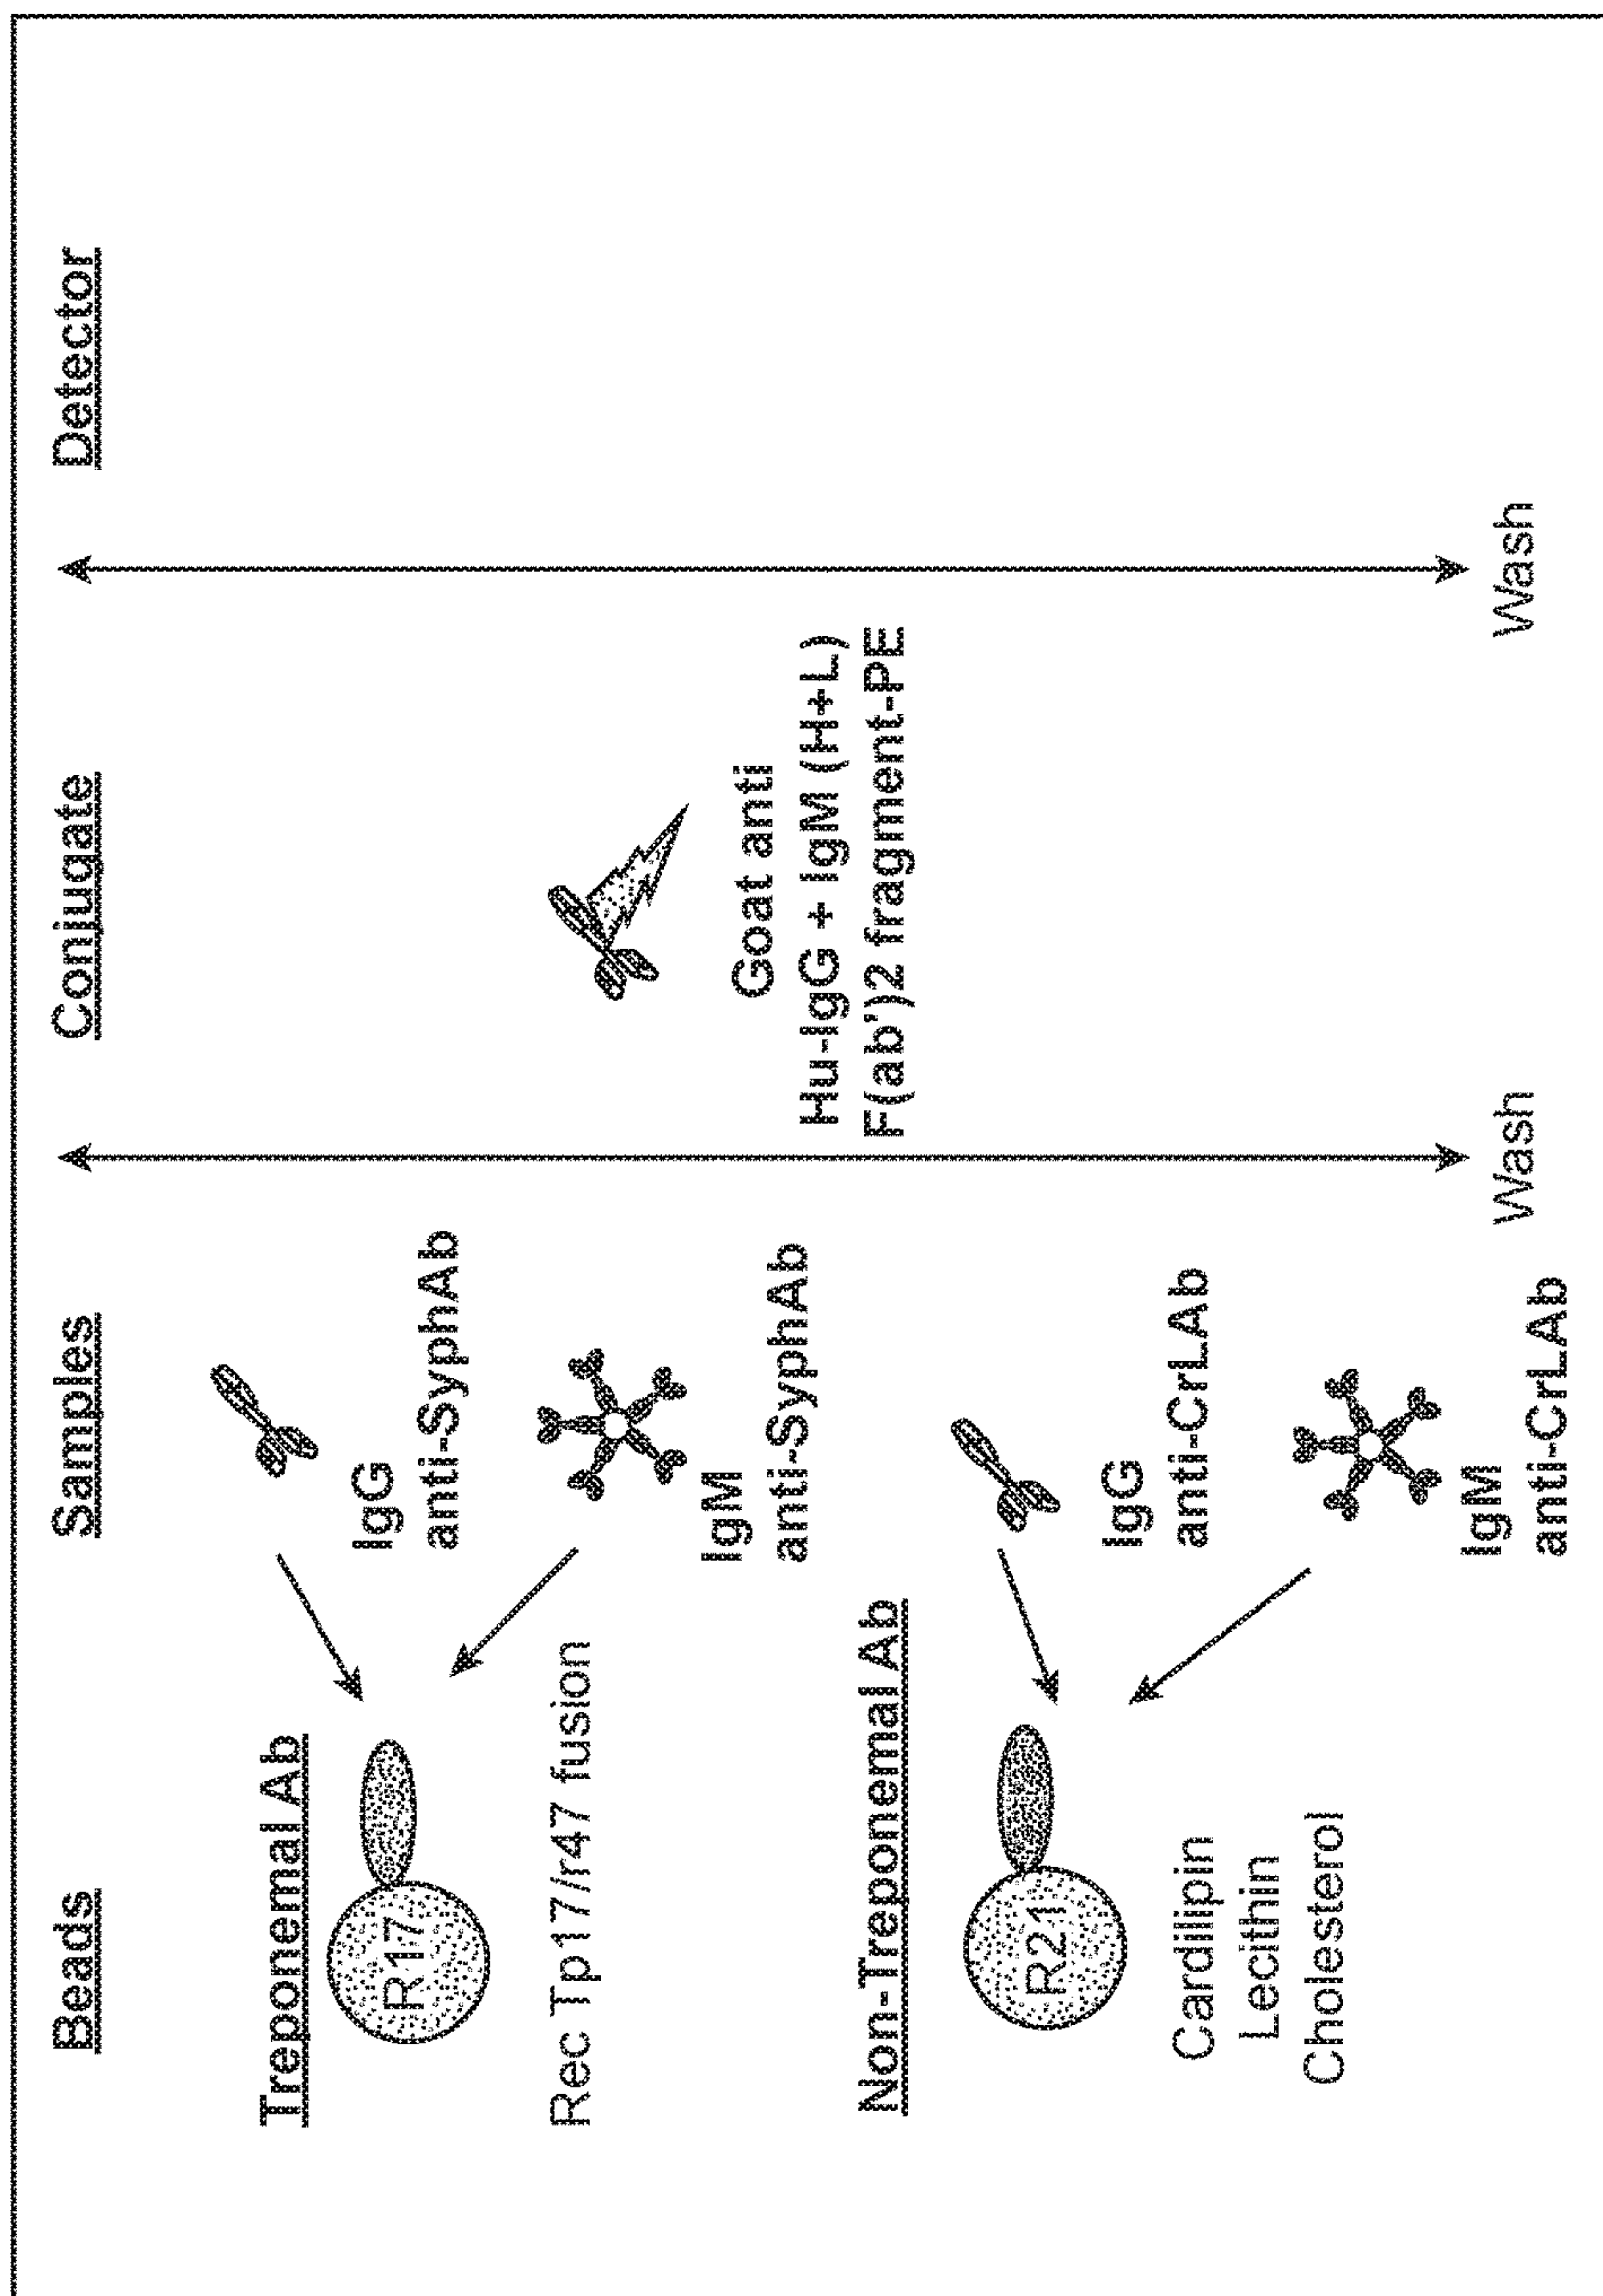 Beads
Samples
Conjugate
Detector
Treponemal Ab
R17
Rec Tp17/r47 fusion
IgG
anti-SyphAb
IgM
anti-SyphAb
Non-Treponemal Ab
R21
Cardillipin
Lecithin
Cholesterol
IgG
anti-CrLAb
IgM
anti-CrLAb
Wash
Goat anti
Hu-IgG + IgM (H+L)
F(ab')2 fragment-PE
Wash